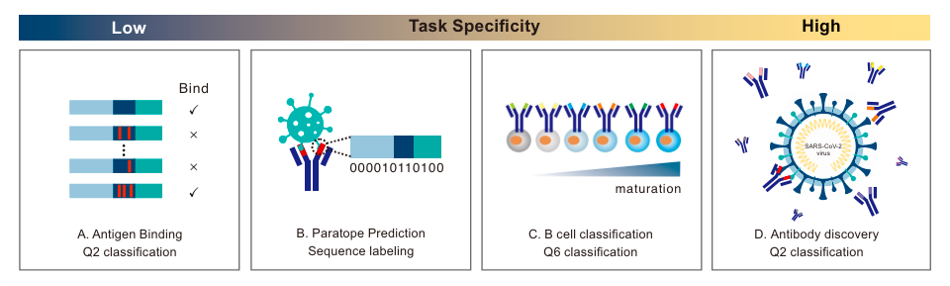 Low Task Specificity High
Bind
✓
×
×
✓
A. Antigen Binding
Q2 classification
000010110100
B. Paratope Prediction
Sequence labeling
maturation
C. B cell classification
Q6 classification
SARS-CoV-2
virus
D. Antibody discovery
Q2 classification